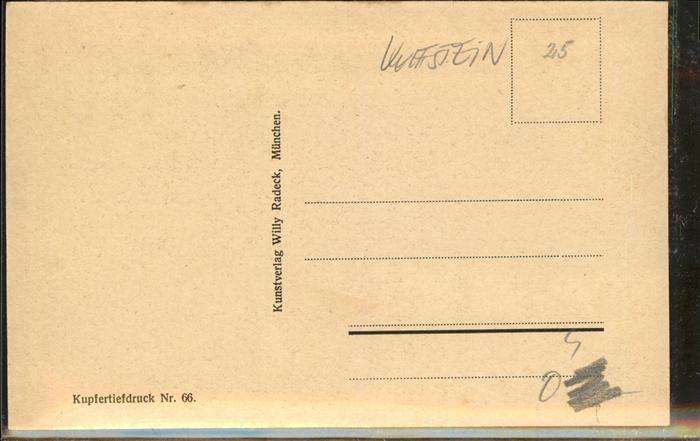 KUFSTEIN
25
Kunstverlag Willy Radeck, München.
Kupfertiefdruck Nr. 66.